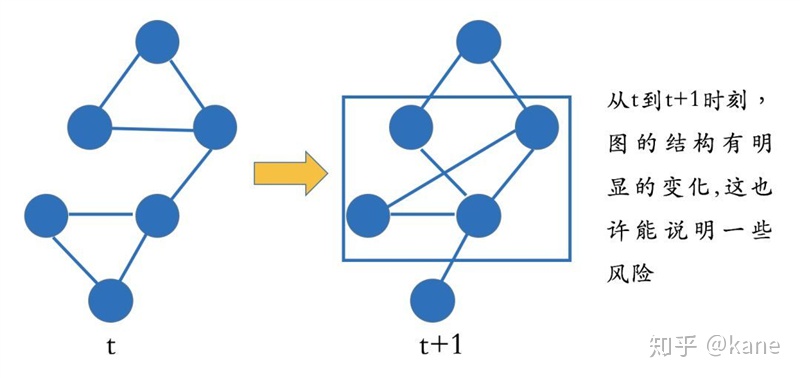 从t到t+1时刻，
图的结构有明
显的变化,这也
许能说明一些
风险
t
t+1
知乎 @kane